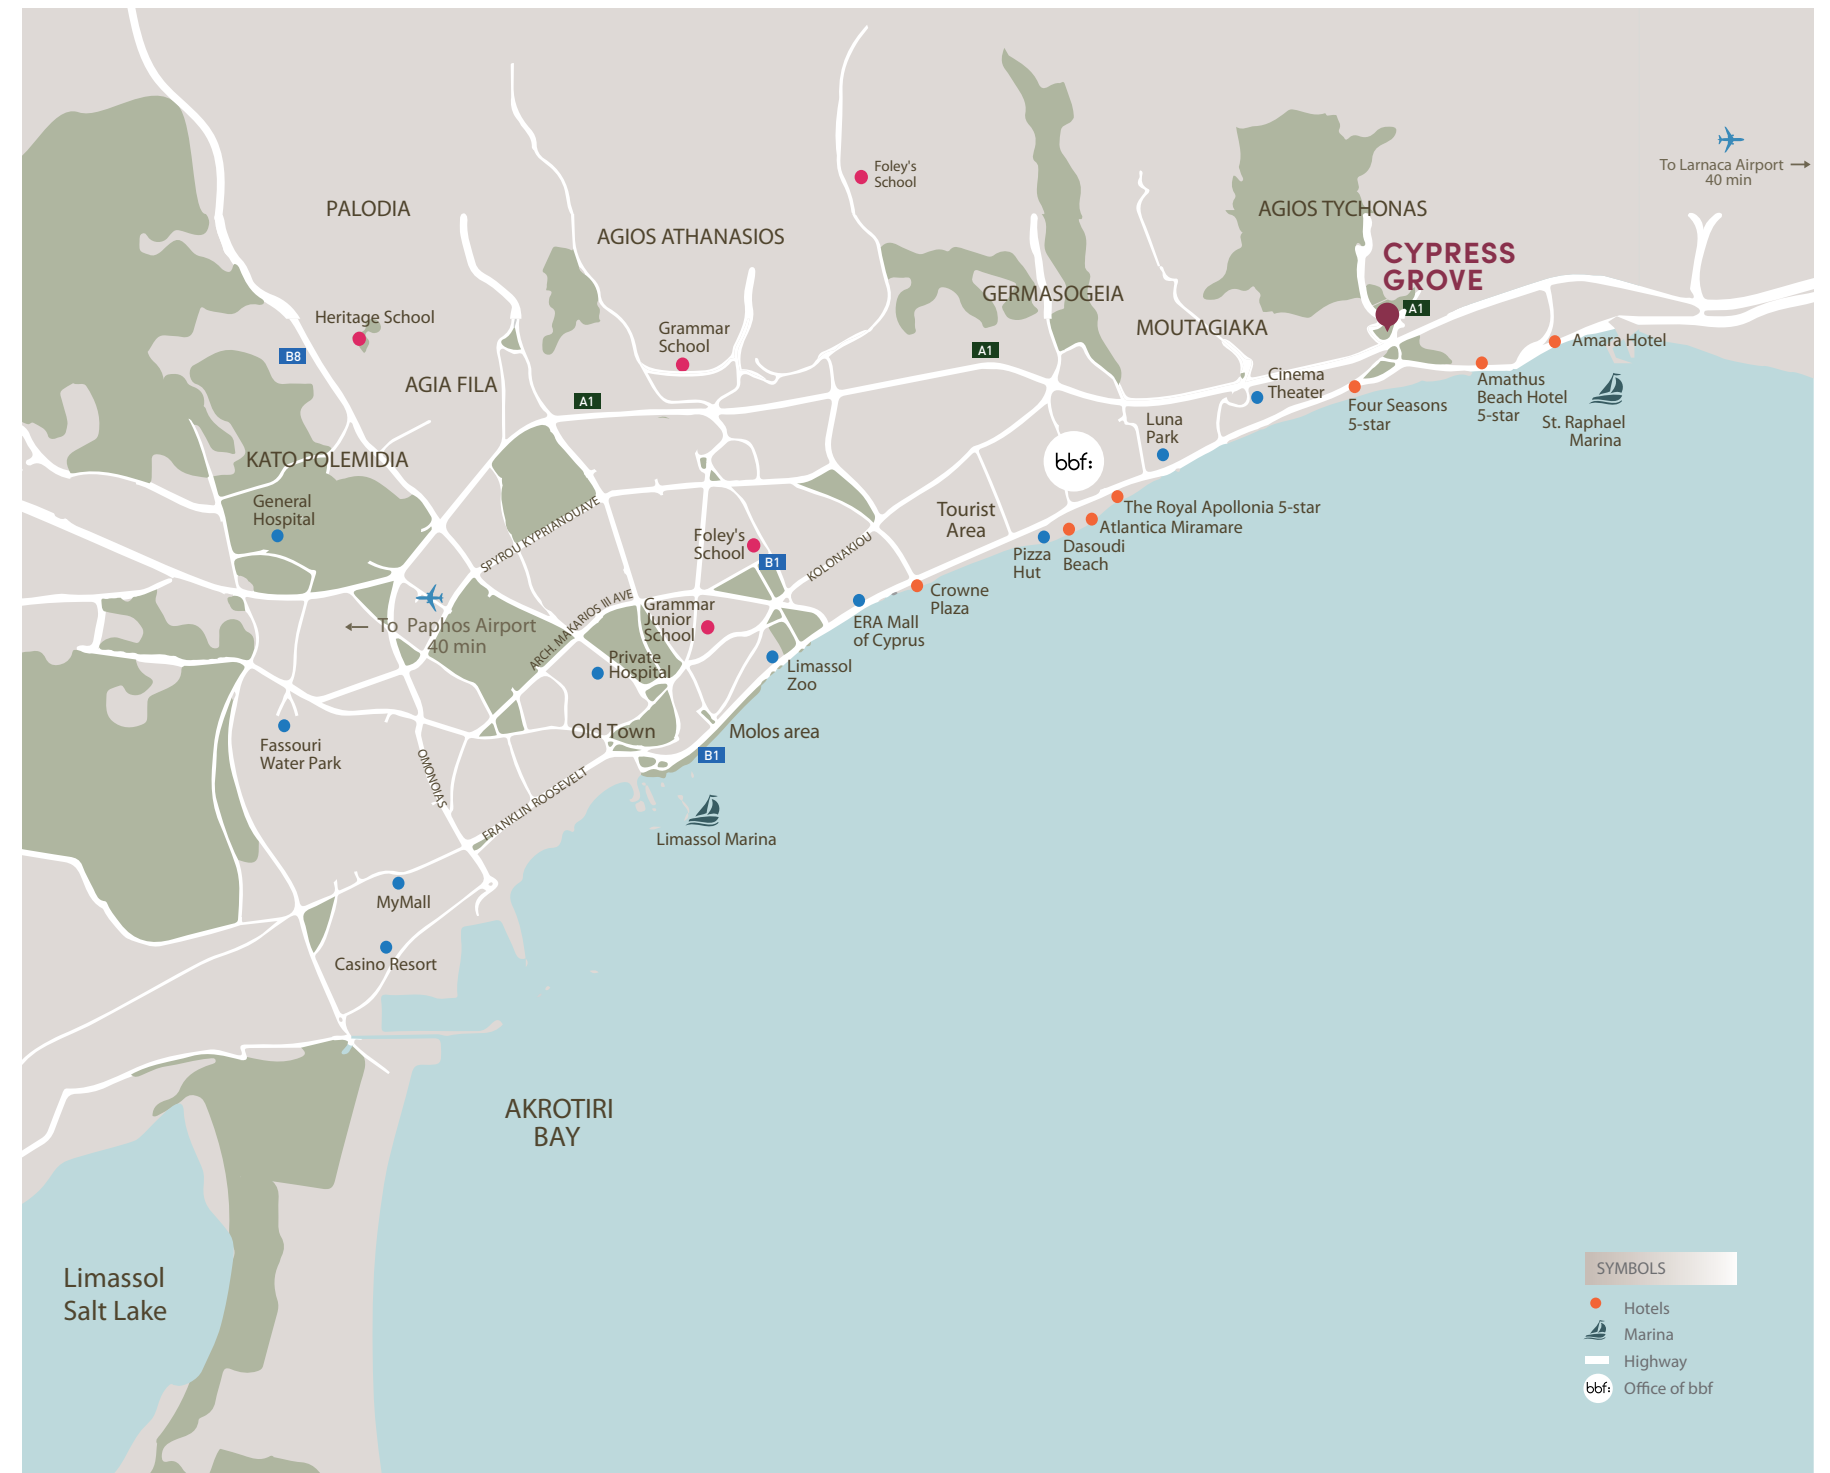 To Larnaca Airport
40 min
Foley's
School
PALODIA
AGIOS ATHANASIOS
AGIOS TYCHONAS
CYPRESS
GROVE
A1
GERMASOGEIA
MOUTAGIAKA
Heritage School
B8
Grammar
School
A1
Amara Hotel
AGIA FILA
A1
Cinema
Theater
Amathus
Beach Hotel
5-star
Four Seasons
5-star
St. Raphael
Marina
Luna
Park
bbf:
KATO POLEMIDIA
General
Hospital
SPYROU KYPRIANOUAVE
Tourist
Area
The Royal Apollonia 5-star
Atlantica Miramare
Dasoudi
Beach
Pizza
Hut
Foley's
School
B1
KOLONAKIOU
Crowne
Plaza
ERA Mall
of Cyprus
ARCH. MAKARIOS III AVE
Grammar
Junior
School
To Paphos Airport
40 min
Private
Hospital
Limassol
Zoo
Old Town
Molos area
B1
Fassouri
Water Park
OMONOIAS
FRANKLIN ROOSEVELT
Limassol Marina
MyMall
Casino Resort
AKROTIRI
BAY
Limassol
Salt Lake
SYMBOLS
Hotels
Marina
Highway
bbf: Office of bbf